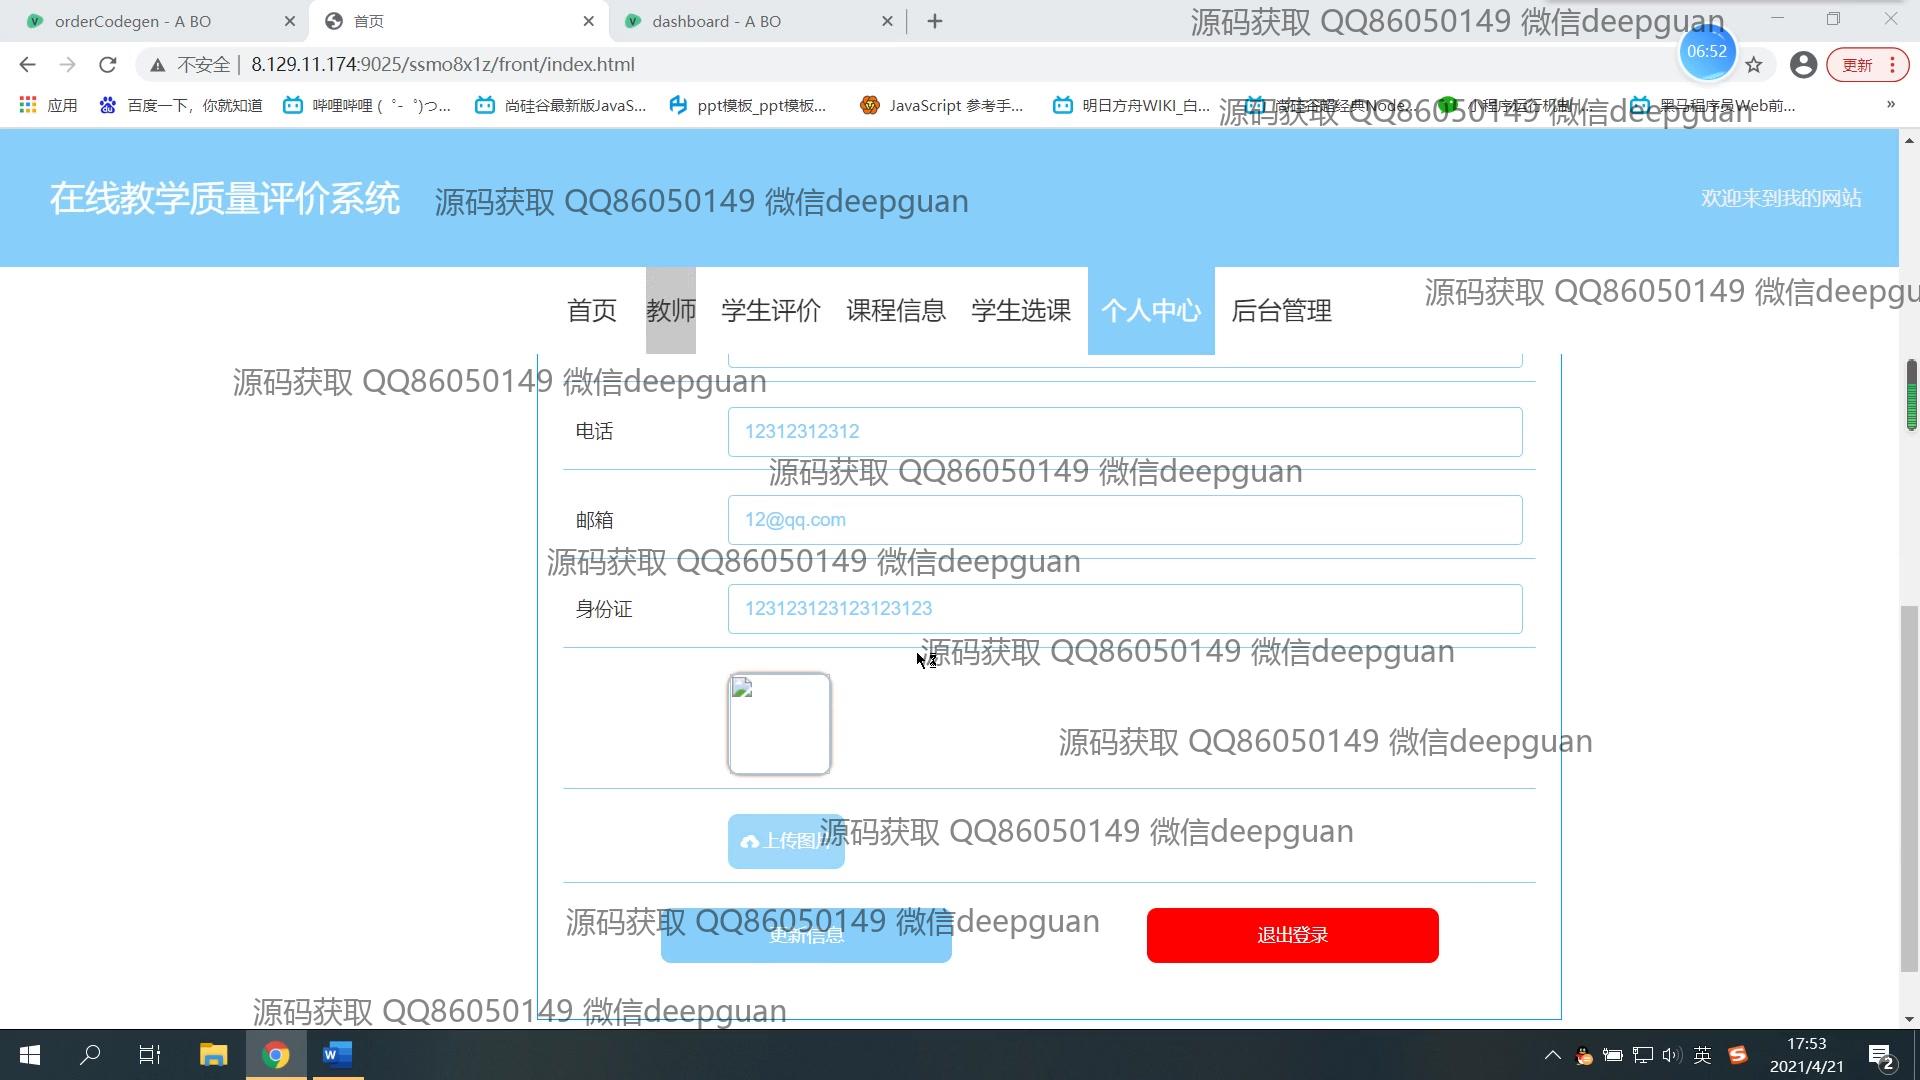 orderCodegen - A BO
首页
dashboard - A BO
源码获取 QQ86050149 微信deepguan
06:52
不安全
8.129.11.174:9025/ssmo8x1z/front/index.html
更新
应用
百度一下，你就知道
哔哩哔哩 ( ゜- ゜)つ...
尚硅谷最新版JavaS...
ppt模板_ppt模板...
JavaScript 参考手...
明日方舟WIKI_白...
尚硅谷超经典Node...
小程序运行机制-...
黑马程序员Web前...
»
源码获取 QQ86050149 微信deepguan
在线教学质量评价系统
源码获取 QQ86050149 微信deepguan
欢迎来到我的网站
首页
教师
学生评价
课程信息
学生选课
个人中心
后台管理
源码获取 QQ86050149 微信deepgu
源码获取 QQ86050149 微信deepguan
电话
12312312312
源码获取 QQ86050149 微信deepguan
邮箱
12@qq.com
源码获取 QQ86050149 微信deepguan
身份证
123123123123123123
源码获取 QQ86050149 微信deepguan
源码获取 QQ86050149 微信deepguan
上传图片
源码获取 QQ86050149 微信deepguan
源码获取 QQ86050149 微信deepguan
更新信息
退出登录
源码获取 QQ86050149 微信deepguan
英
17:53
2021/4/21
2